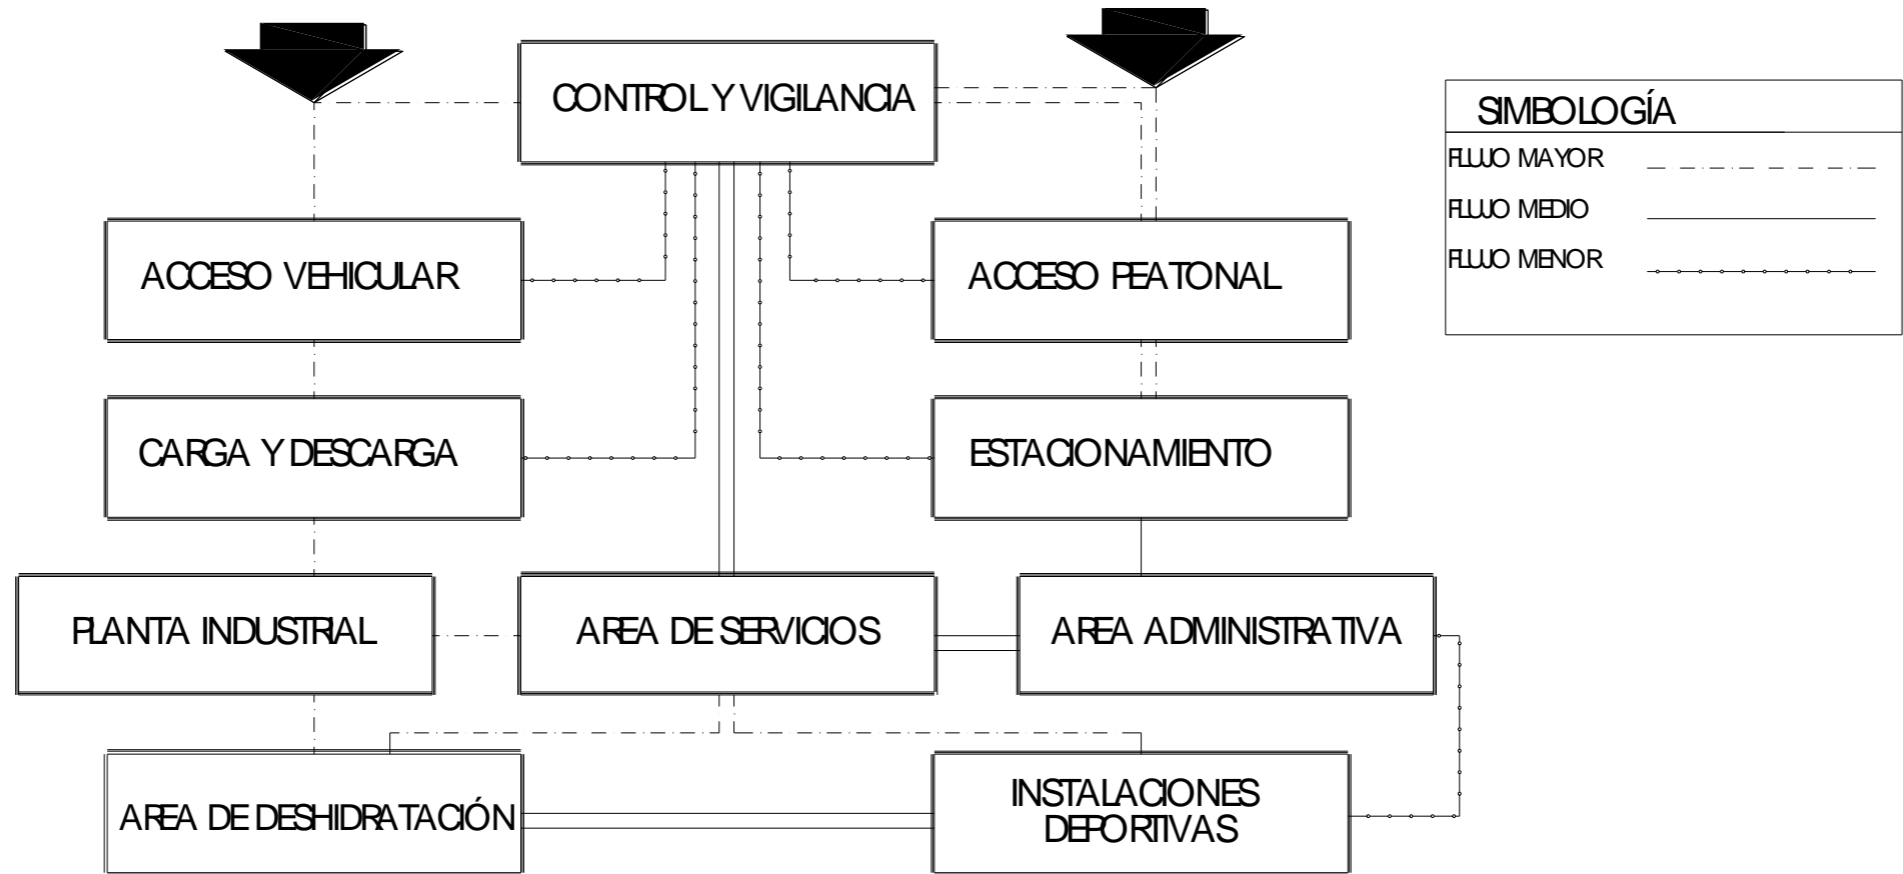 CONTROL Y VIGILANCIA
SIMBOLOGÍA
FLUJO MAYOR
FLUJO MEDIO
FLUJO MENOR
ACCESO VEHICULAR
ACCESO PEATONAL
CARGA Y DESCARGA
ESTACIONAMIENTO
PLANTA INDUSTRIAL
AREA DE SERVICIOS
AREA ADMINISTRATIVA
AREA DE DESHIDRATACIÓN
INSTALACIONES
DEPORTIVAS